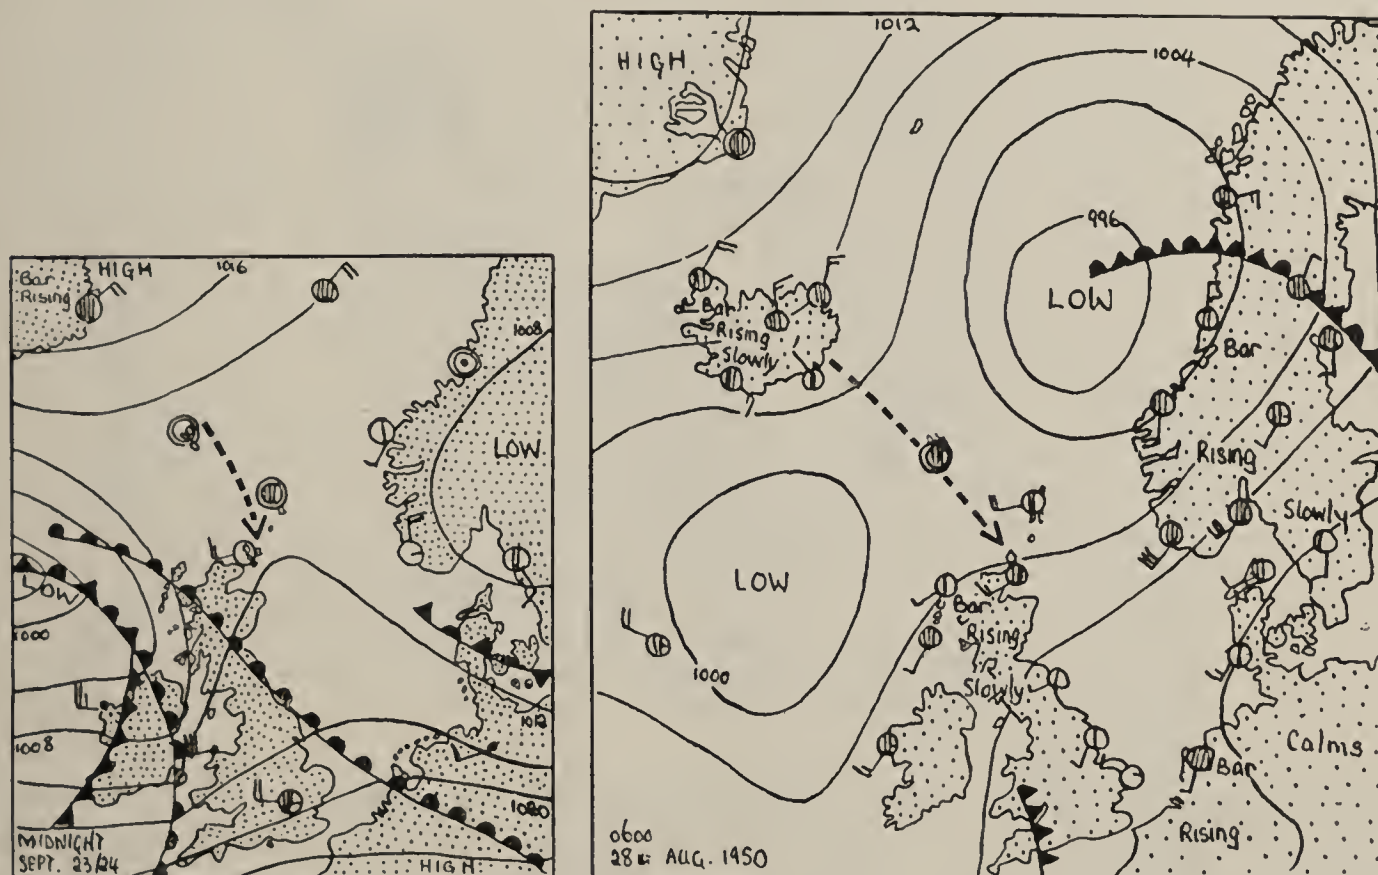 Bar
Rising
HIGH
1016
1008
LOW
LOW
1000
1008
1012
1020
MIDNIGHT
SEPT. 23/24
HIGH
HIGH
1012
1004
996
LOW
Bar
Rising
Slowly
Bar
Rising
Slowly
LOW
1000
Bar
Rising
Slowly
Calms
Bar
Rising
0600
28th AUG. 1950